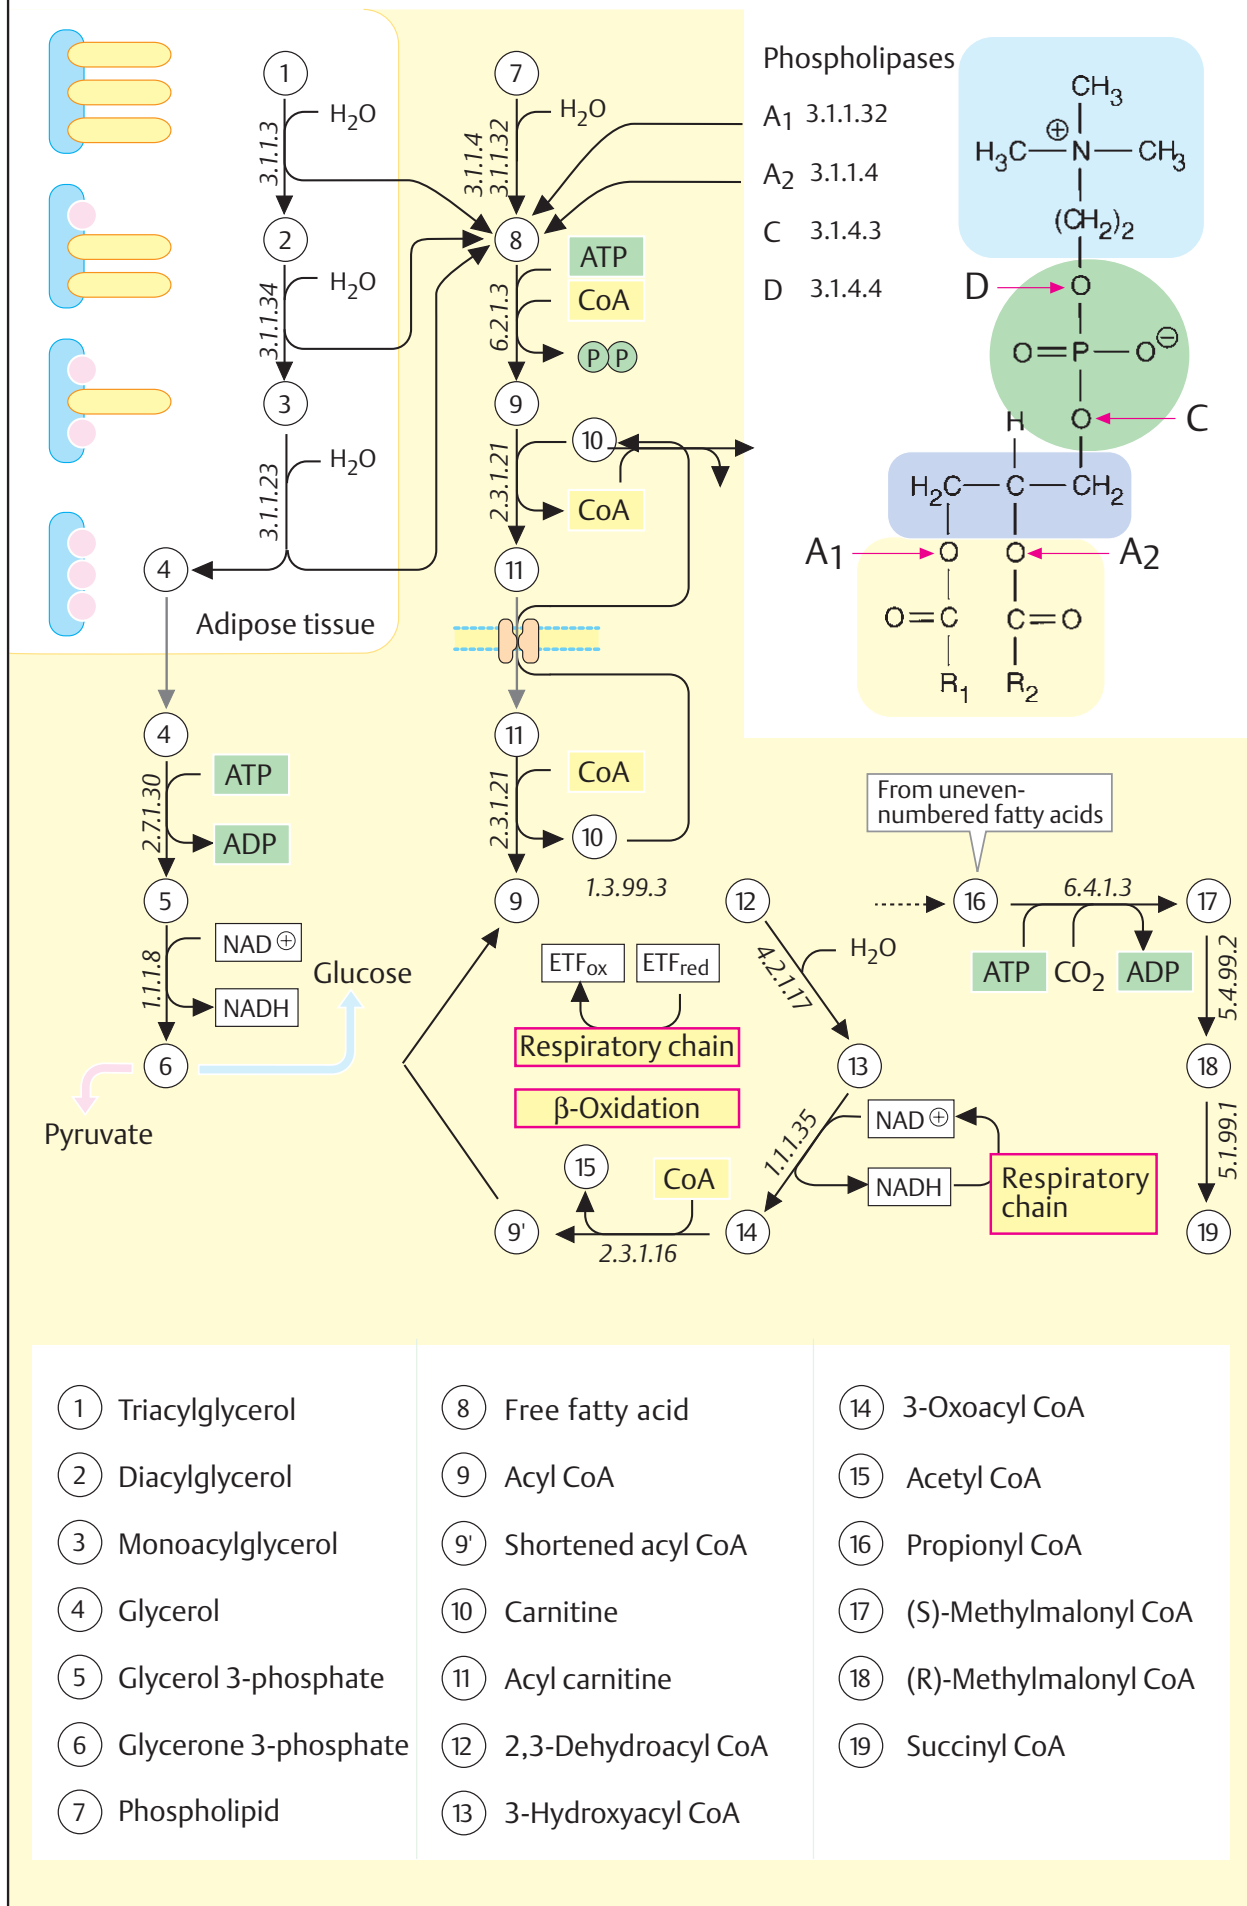 1
H2O
3.1.1.3
2
H2O
3.1.1.34
3
H2O
3.1.1.23
4
Adipose tissue
4
ATP
2.7.1.30
ADP
5
NAD⊕
1.1.1.8
NADH
Glucose
6
Pyruvate
7
H2O
3.1.1.4
3.1.1.32
8
ATP
CoA
6.2.1.3
P P
9
10
2.3.1.21
CoA
11
11
CoA
2.3.1.21
10
9
1.3.99.3
12
ETFox
ETFred
Respiratory chain
β-Oxidation
4.2.1.17
H2O
13
NAD⊕
1.1.1.35
NADH
Respiratory
chain
14
CoA
15
2.3.1.16
9'
From uneven-
numbered fatty acids
16
6.4.1.3
17
ATP
CO2
ADP
5.4.99.2
18
5.1.99.1
19
Phospholipases
A1 3.1.1.32
A2 3.1.1.4
C 3.1.4.3
D 3.1.4.4
CH3
H3C—N—CH3
⊕
(CH2)2
D
O
O=P—O⊖
O
C
H
H2C—C—CH2
A1
O
O
A2
O=C
C=O
R1
R2
1 Triacylglycerol
2 Diacylglycerol
3 Monoacylglycerol
4 Glycerol
5 Glycerol 3-phosphate
6 Glycerone 3-phosphate
7 Phospholipid
8 Free fatty acid
9 Acyl CoA
9' Shortened acyl CoA
10 Carnitine
11 Acyl carnitine
12 2,3-Dehydroacyl CoA
13 3-Hydroxyacyl CoA
14 3-Oxoacyl CoA
15 Acetyl CoA
16 Propionyl CoA
17 (S)-Methylmalonyl CoA
18 (R)-Methylmalonyl CoA
19 Succinyl CoA